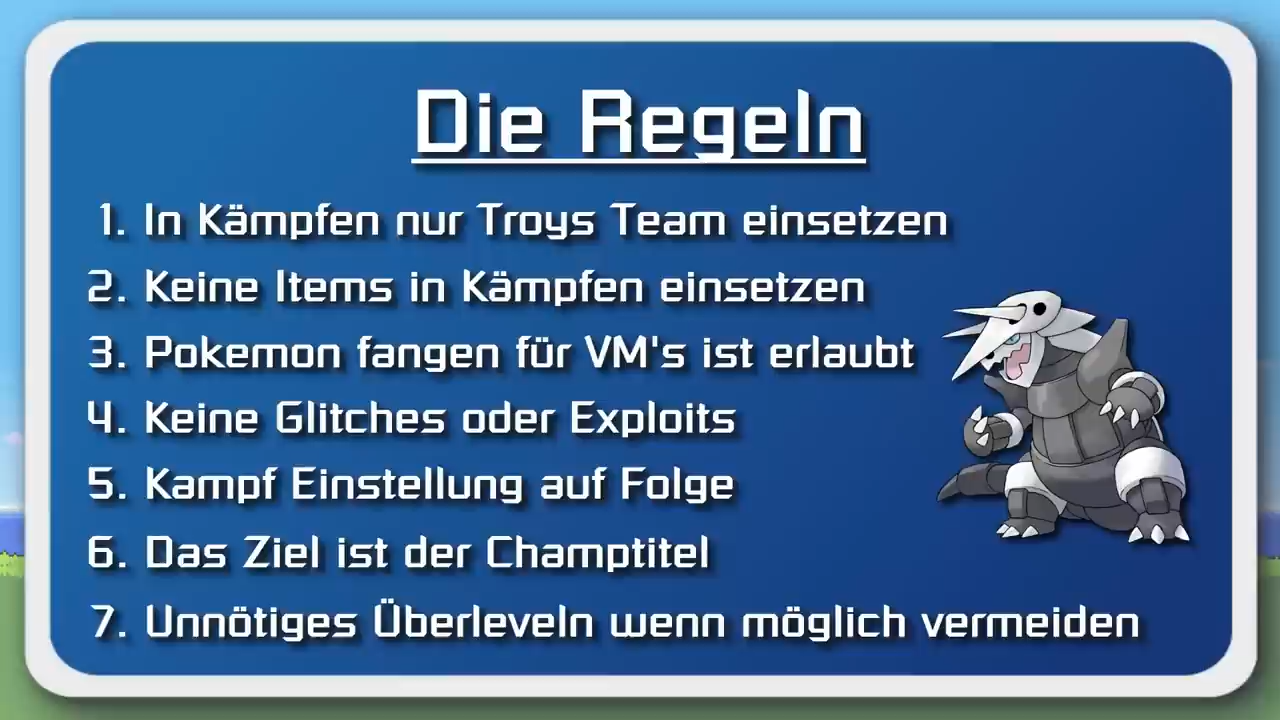 Die Regeln
1. In Kämpfen nur Troys Team einsetzen
2. Keine Items in Kämpfen einsetzen
3. Pokemon fangen für VM's ist erlaubt
4. Keine Glitches oder Exploits
5. Kampf Einstellung auf Folge
6. Das Ziel ist der Champtitel
7. Unnötiges Überleveln wenn möglich vermeiden